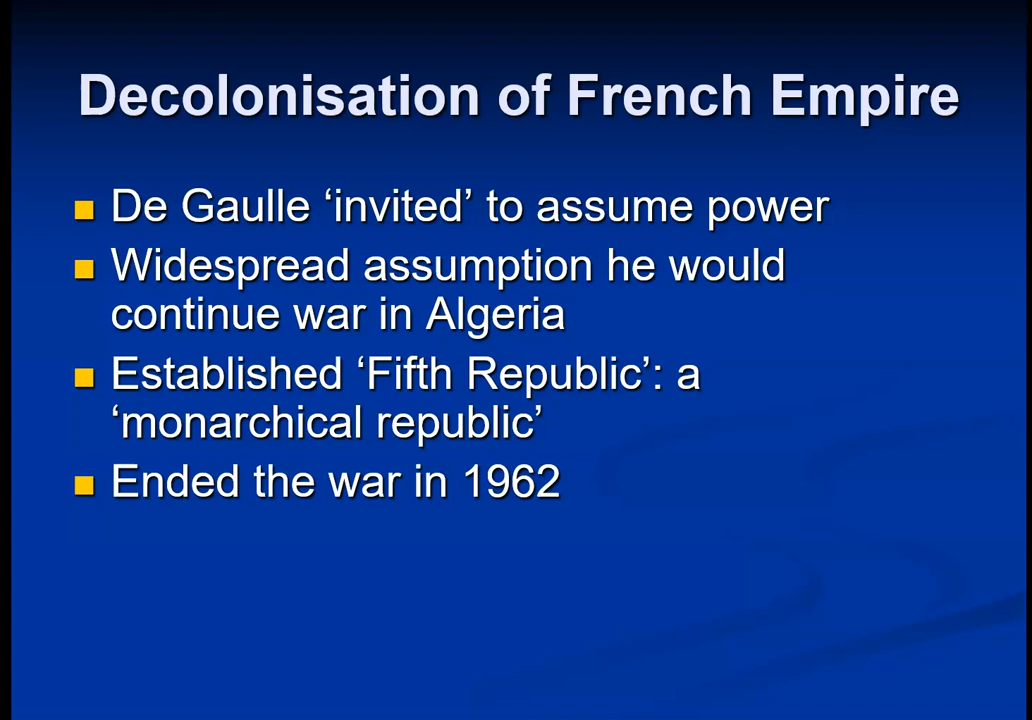 Decolonisation of French Empire
De Gaulle ‘invited’ to assume power
Widespread assumption he would
continue war in Algeria
Established ‘Fifth Republic’: a
‘monarchical republic’
Ended the war in 1962